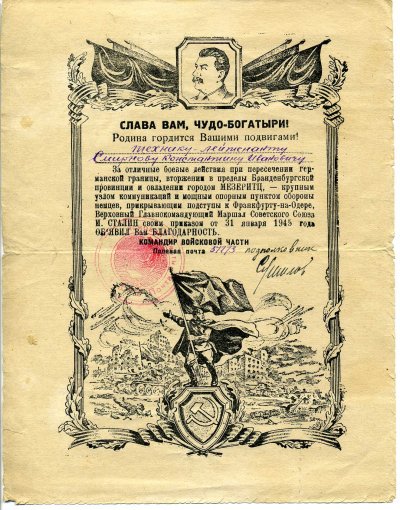 СЛАВА ВАМ, ЧУДО-БОГАТЫРИ!
Родина гордится Вашими подвигами!
технику-лейтенанту
Смирнову Константину Ивановичу
За отличные боевые действия при пересечении гер-
манской границы, вторжении в пределы Бранденбургской
провинции и овладении городом МЕЗЕРИТЦ, — крупным
узлом коммуникаций и мощным опорным пунктом обороны
немцев, прикрывающим подступы к Франкфурту-на-Одере,
Верховный Главнокомандующий Маршал Советского Союза
И. СТАЛИН своим приказом от 31 января 1945 года
ОБ'ЯВИЛ Вам БЛАГОДАРНОСТЬ.
КОМАНДИР ВОЙСКОВОЙ ЧАСТИ
Полевая почта подполковник